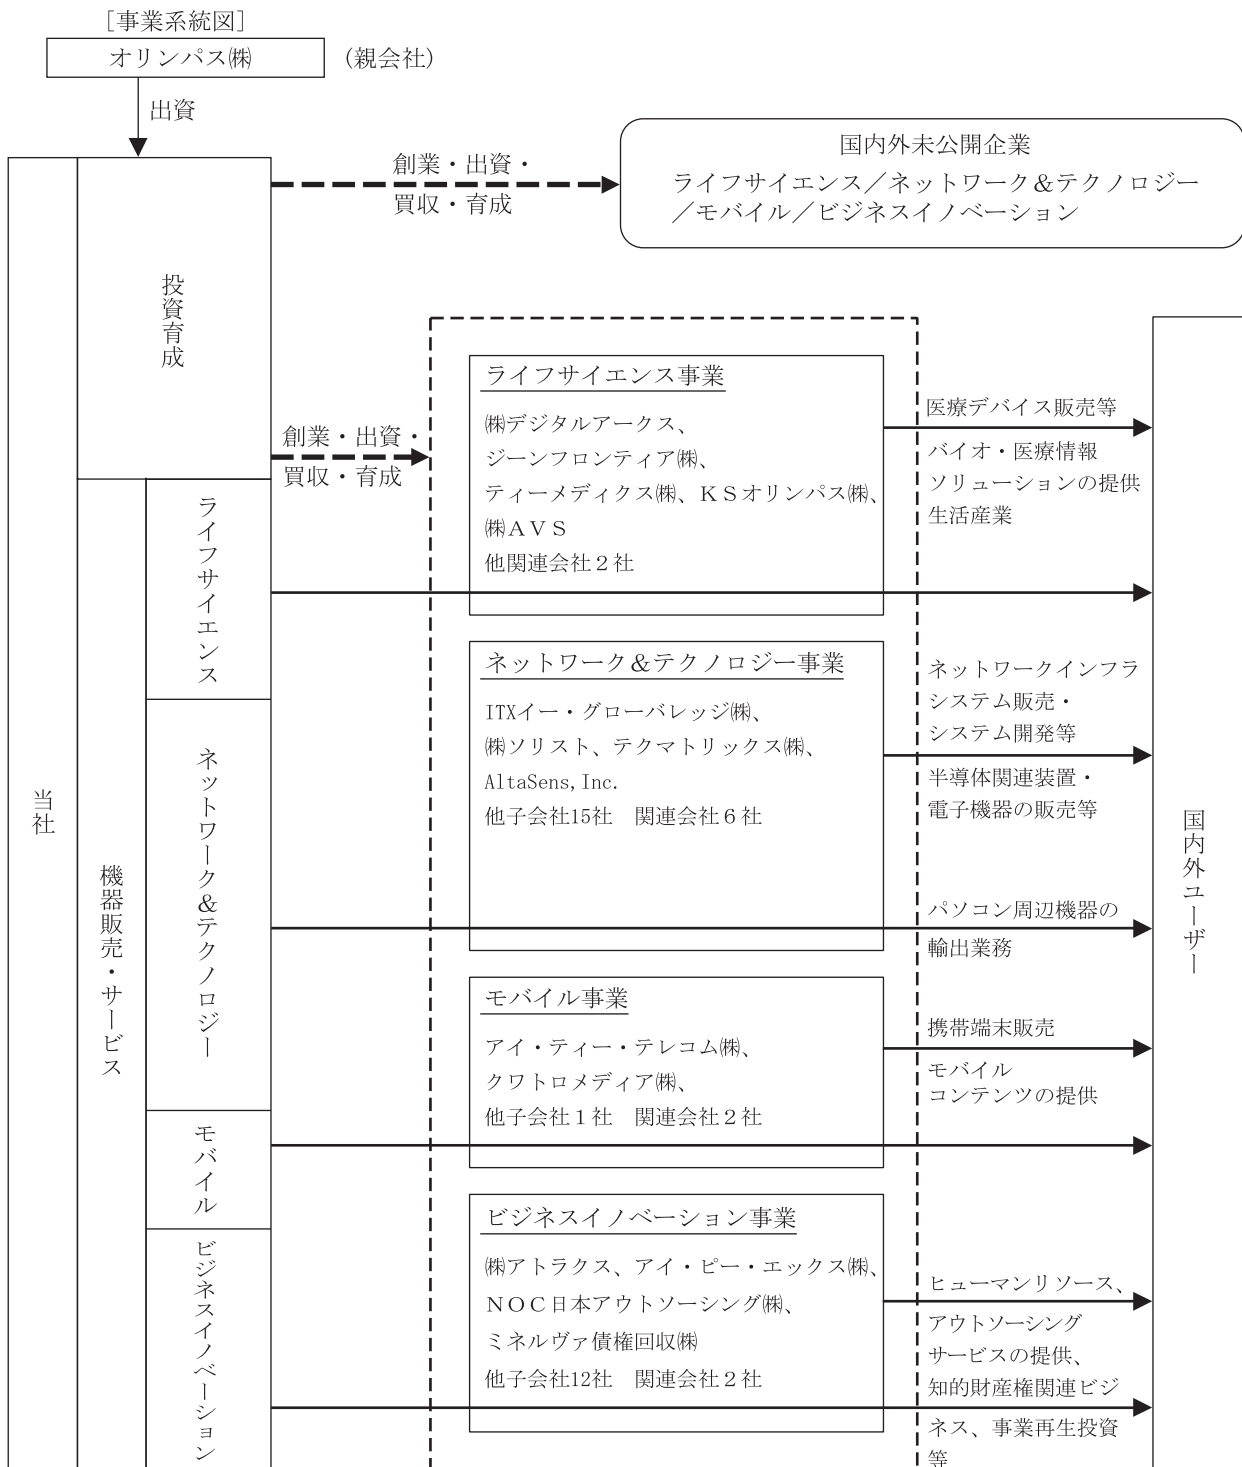 ［事業系統図］
オリンパス㈱
（親会社）
出資
創業・出資・
買収・育成
国内外未公開企業
ライフサイエンス／ネットワーク＆テクノロジー
／モバイル／ビジネスイノベーション
当社
投資育成
機器販売・サービス
ライフサイエンス
ネットワーク＆テクノロジー
モバイル
ビジネスイノベーション
創業・出資・
買収・育成
ライフサイエンス事業
㈱デジタルアークス、
ジーンフロンティア㈱、
ティーメディクス㈱、ＫＳオリンパス㈱、
㈱ＡＶＳ
他関連会社２社
医療デバイス販売等
バイオ・医療情報
ソリューションの提供
生活産業
ネットワーク＆テクノロジー事業
ITXイー・グローバレッジ㈱、
㈱ソリスト、テクマトリックス㈱、
AltaSens,Inc.
他子会社15社　関連会社６社
ネットワークインフラ
システム販売・
システム開発等
半導体関連装置・
電子機器の販売等
パソコン周辺機器の
輸出業務
モバイル事業
アイ・ティー・テレコム㈱、
クワトロメディア㈱、
他子会社１社　関連会社２社
携帯端末販売
モバイル
コンテンツの提供
ビジネスイノベーション事業
㈱アトラクス、アイ・ピー・エックス㈱、
ＮＯＣ日本アウトソーシング㈱、
ミネルヴァ債権回収㈱
他子会社12社　関連会社２社
ヒューマンリソース、
アウトソーシング
サービスの提供、
知的財産権関連ビジ
ネス、事業再生投資
等
国内外ユーザー